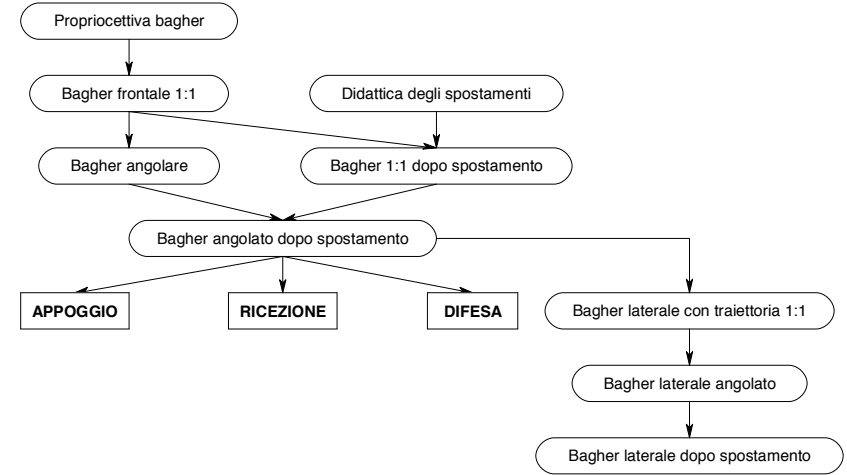 Propriocettiva bagher
Bagher frontale 1:1
Didattica degli spostamenti
Bagher angolare
Bagher 1:1 dopo spostamento
Bagher angolato dopo spostamento
APPOGGIO
RICEZIONE
DIFESA
Bagher laterale con traiettoria 1:1
Bagher laterale angolato
Bagher laterale dopo spostamento